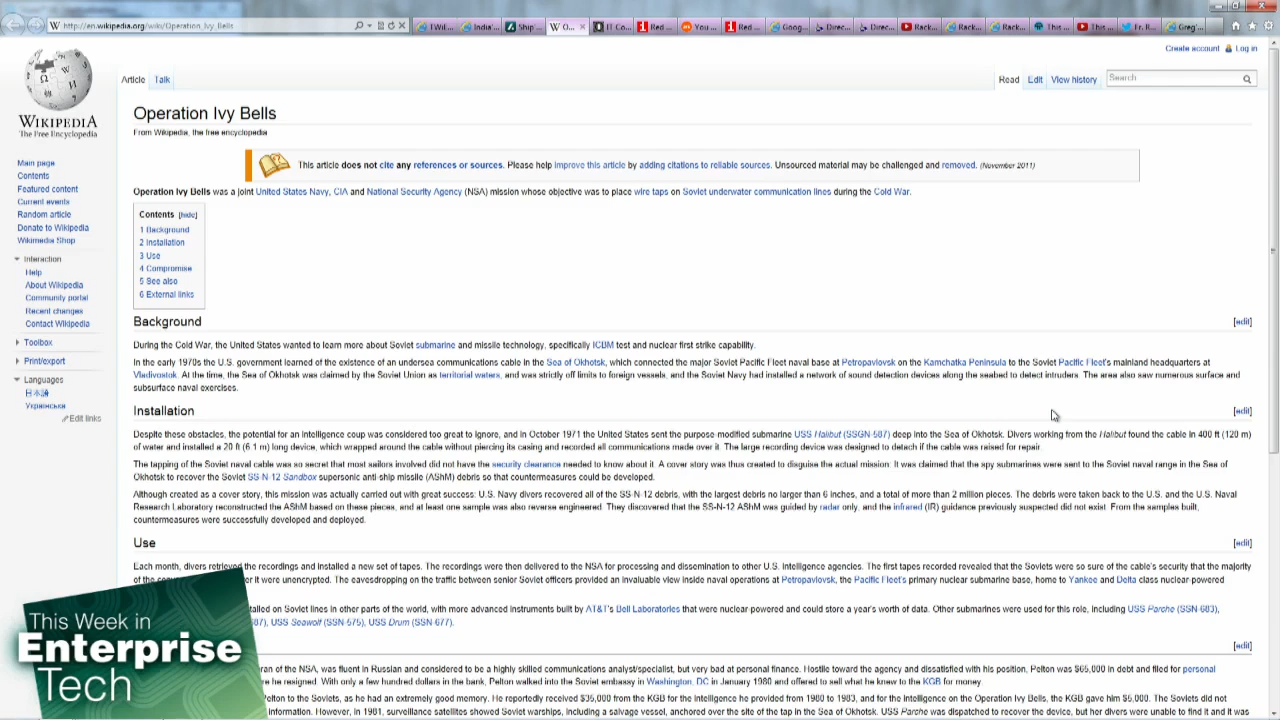 http://en.wikipedia.org/wiki/Operation_Ivy_Bells
TWiE...
India'...
Ship'...
W O...
IT Co...
Red ...
You ...
Red ...
Goog...
Direc...
Direc...
Rack...
Rack...
Rack...
This ...
This ...
Fr. R...
Greg'...
Create account Log in
Article Talk
Read Edit View history Search
WIKIPEDIA
The Free Encyclopedia
Main page
Contents
Featured content
Current events
Random article
Donate to Wikipedia
Wikimedia Shop
Interaction
Help
About Wikipedia
Community portal
Recent changes
Contact Wikipedia
Toolbox
Print/export
Languages
日本語
Українська
Edit links
Operation Ivy Bells
From Wikipedia, the free encyclopedia
This article does not cite any references or sources. Please help improve this article by adding citations to reliable sources. Unsourced material may be challenged and removed. (November 2011)
Operation Ivy Bells was a joint United States Navy, CIA and National Security Agency (NSA) mission whose objective was to place wire taps on Soviet underwater communication lines during the Cold War.
Contents [hide]
1 Background
2 Installation
3 Use
4 Compromise
5 See also
6 External links
Background [edit]
During the Cold War, the United States wanted to learn more about Soviet submarine and missile technology, specifically ICBM test and nuclear first strike capability.
In the early 1970s the U.S. government learned of the existence of an undersea communications cable in the Sea of Okhotsk, which connected the major Soviet Pacific Fleet naval base at Petropavlovsk on the Kamchatka Peninsula to the Soviet Pacific Fleet's mainland headquarters at
Vladivostok. At the time, the Sea of Okhotsk was claimed by the Soviet Union as territorial waters, and was strictly off limits to foreign vessels, and the Soviet Navy had installed a network of sound detection devices along the seabed to detect intruders. The area also saw numerous surface and
subsurface naval exercises.
Installation [edit]
Despite these obstacles, the potential for an intelligence coup was considered too great to ignore, and in October 1971 the United States sent the purpose-modified submarine USS Halibut (SSGN-587) deep into the Sea of Okhotsk. Divers working from the Halibut found the cable in 400 ft (120 m)
of water and installed a 20 ft (6.1 m) long device, which wrapped around the cable without piercing its casing and recorded all communications made over it. The large recording device was designed to detach if the cable was raised for repair.
The tapping of the Soviet naval cable was so secret that most sailors involved did not have the security clearance needed to know about it. A cover story was thus created to disguise the actual mission: It was claimed that the spy submarines were sent to the Soviet naval range in the Sea of
Okhotsk to recover the Soviet SS-N-12 Sandbox supersonic anti-ship missile (AShM) debris so that countermeasures could be developed.
Although created as a cover story, this mission was actually carried out with great success: U.S. Navy divers recovered all of the SS-N-12 debris, with the largest debris no larger than 6 inches, and a total of more than 2 million pieces. The debris were taken back to the U.S. and the U.S. Naval
Research Laboratory reconstructed the AShM based on these pieces, and at least one sample was also reverse engineered. They discovered that the SS-N-12 AShM was guided by radar only, and the infrared (IR) guidance previously suspected did not exist. From the samples built,
countermeasures were successfully developed and deployed.
Use [edit]
Each month, divers retrieved the recordings and installed a new set of tapes. The recordings were then delivered to the NSA for processing and dissemination to other U.S. intelligence agencies. The first tapes recorded revealed that the Soviets were so sure of the cable's security that the majority
of the it were unencrypted. The eavesdropping on the traffic between senior Soviet officers provided an invaluable view inside naval operations at Petropavlovsk, the Pacific Fleet's primary nuclear submarine base, home to Yankee and Delta class nuclear-powered
on Soviet lines in other parts of the world, with more advanced instruments built by AT&T's Bell Laboratories that were nuclear-powered and could store a year's worth of data. Other submarines were used for this role, including USS Parche (SSN-683),
USS Seawolf (SSN-575), USS Drum (SSN-677).
[edit]
of the NSA, was fluent in Russian and considered to be a highly skilled communications analyst/specialist, but very bad at personal finance. Hostile toward the agency and dissatisfied with his position, Pelton was $65,000 in debt and filed for personal
he resigned. With only a few hundred dollars in the bank, Pelton walked into the Soviet embassy in Washington, DC in January 1980 and offered to sell what he knew to the KGB for money.
Pelton to the Soviets, as he had an extremely good memory. He reportedly received $35,000 from the KGB for the intelligence he provided from 1980 to 1983, and for the intelligence on the Operation Ivy Bells, the KGB gave him $5,000. The Soviets did not
information. However, in 1981, surveillance satellites showed Soviet warships, including a salvage vessel, anchored over the site of the tap in the Sea of Okhotsk. USS Parche was dispatched to recover the device, but her divers were unable to find it and it was
This Week in
Enterprise
Tech